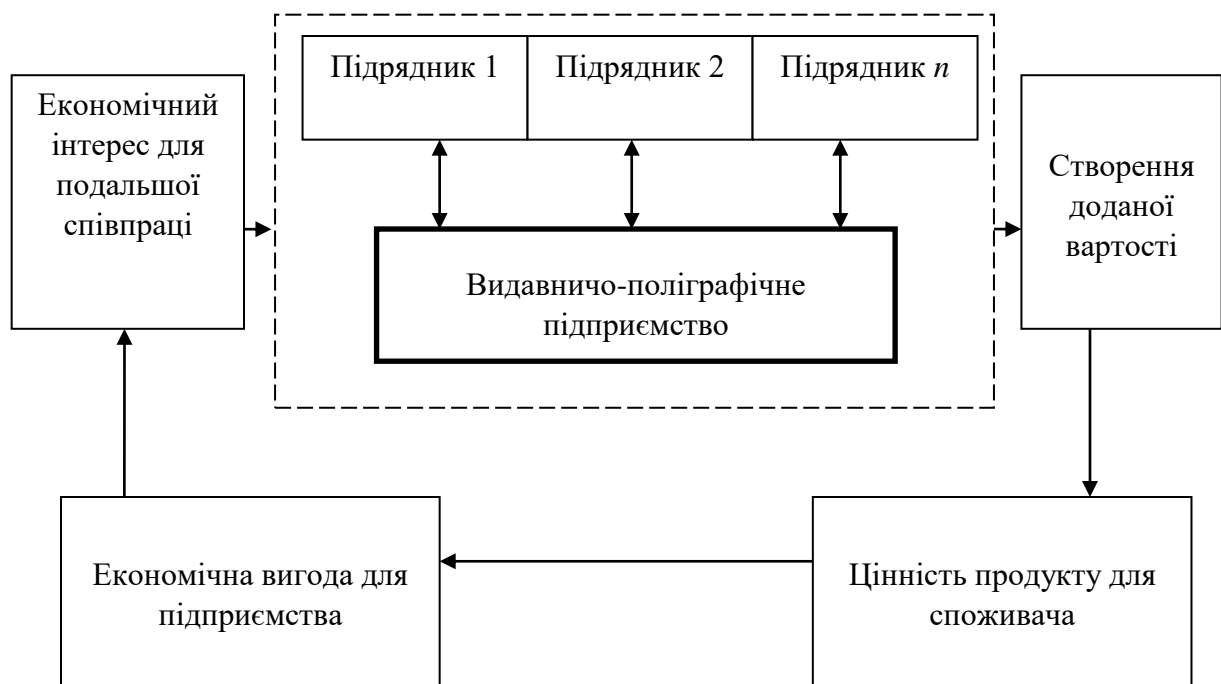 Підрядник 1
Підрядник 2
Підрядник n
Економічний
інтерес для
подальшої
співпраці
Видавничо-поліграфічне
підприємство
Створення
доданої
вартості
Економічна вигода для
підприємства
Цінність продукту для
споживача